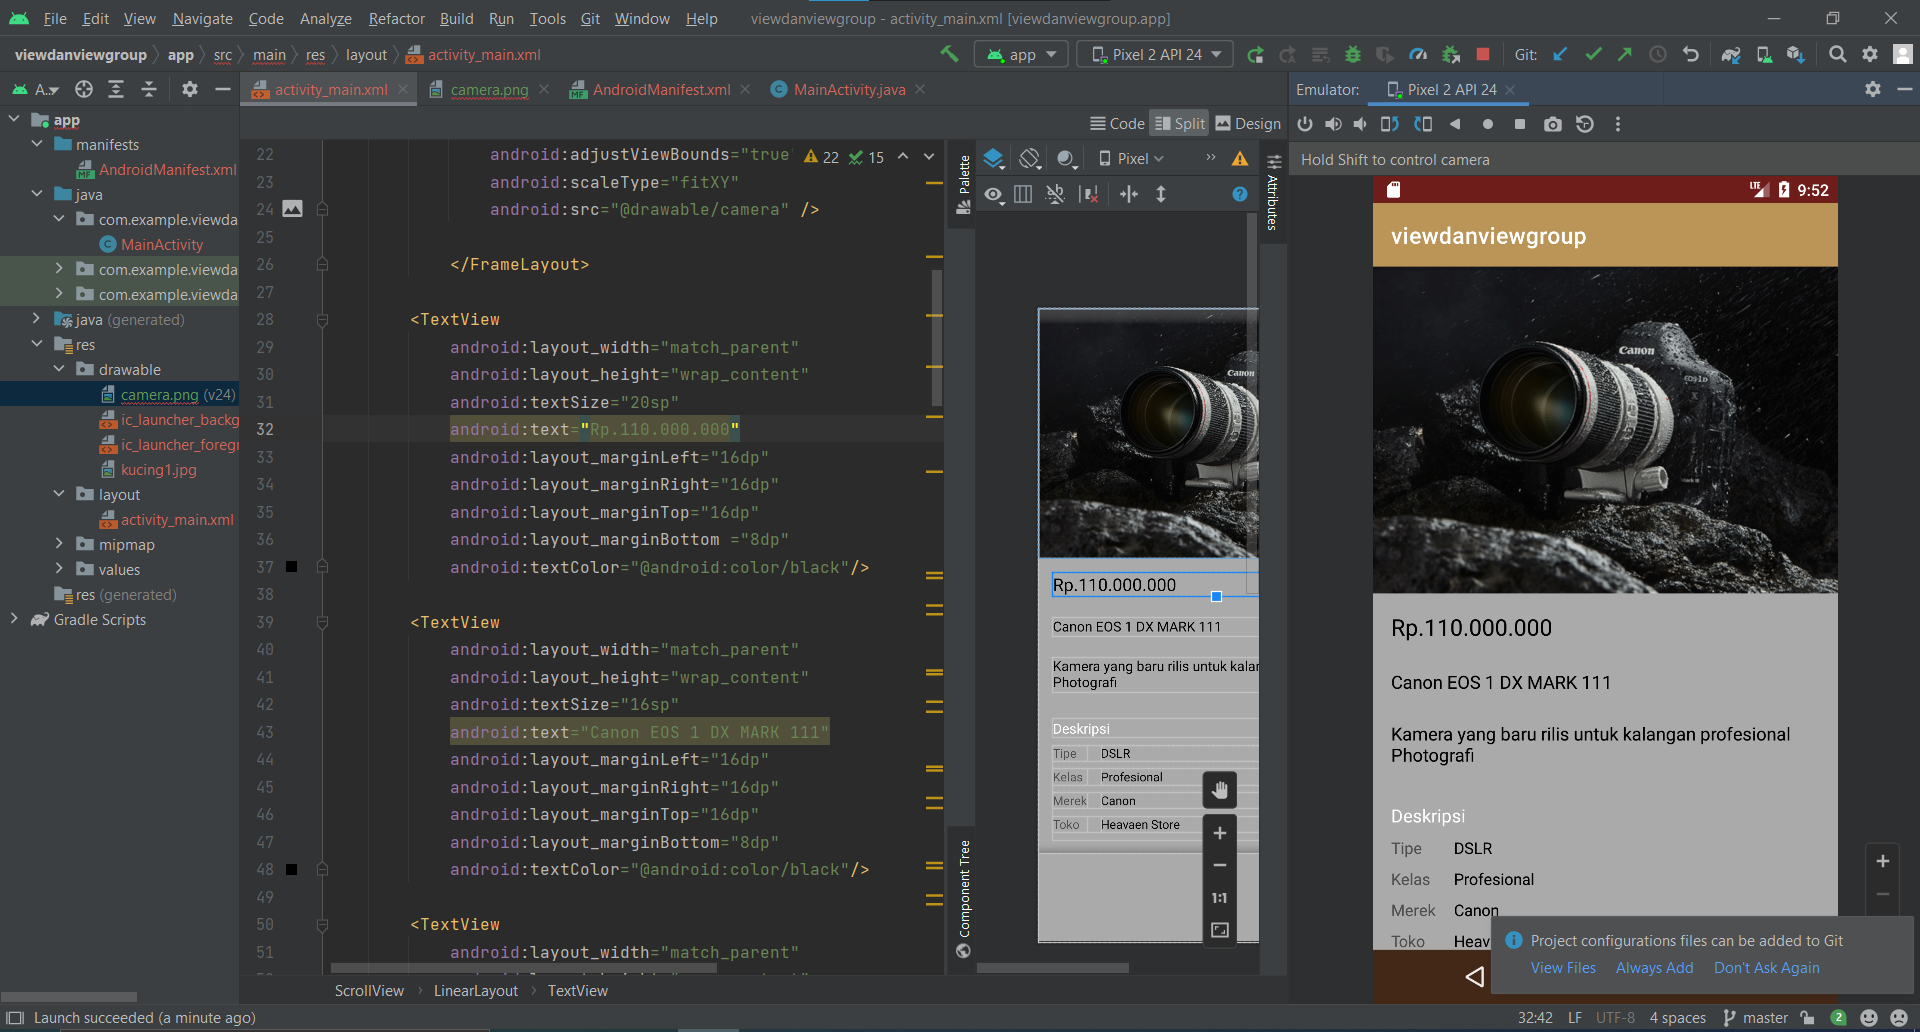 File Edit View Navigate Code Analyze Refactor Build Run Tools Git Window Help viewdanviewgroup - activity_main.xml [viewdanviewgroup.app]
viewdanviewgroup app src main res layout activity_main.xml app Pixel 2 API 24 Git:
A.. activity_main.xml camera.png AndroidManifest.xml MainActivity.java Emulator: Pixel 2 API 24
Code Split Design
Hold Shift to control camera
app
manifests
AndroidManifest.xml
java
com.example.viewda
MainActivity
com.example.viewda
com.example.viewda
java (generated)
res
drawable
camera.png (v24)
ic_launcher_backg
ic_launcher_foregr
kucing1.jpg
layout
activity_main.xml
mipmap
values
res (generated)
Gradle Scripts
22 android:adjustViewBounds="true" 22 15
23 android:scaleType="fitXY"
24 android:src="@drawable/camera" />
25
26 </FrameLayout>
27
28 <TextView
29 android:layout_width="match_parent"
30 android:layout_height="wrap_content"
31 android:textSize="20sp"
32 android:text="Rp.110.000.000"
33 android:layout_marginLeft="16dp"
34 android:layout_marginRight="16dp"
35 android:layout_marginTop="16dp"
36 android:layout_marginBottom ="8dp"
37 android:textColor="@android:color/black"/>
38
39 <TextView
40 android:layout_width="match_parent"
41 android:layout_height="wrap_content"
42 android:textSize="16sp"
43 android:text="Canon EOS 1 DX MARK 111"
44 android:layout_marginLeft="16dp"
45 android:layout_marginRight="16dp"
46 android:layout_marginTop="16dp"
47 android:layout_marginBottom="8dp"
48 android:textColor="@android:color/black"/>
49
50 <TextView
51 android:layout_width="match_parent"
ScrollView LinearLayout TextView
Palette
Component Tree
Pixel
Attributes
Canon
Rp.110.000.000
Canon EOS 1 DX MARK 111
Kamera yang baru rilis untuk kalan
Photografi
Deskripsi
Tipe DSLR
Kelas Profesional
Merek Canon
Toko Heavaen Store
1:1
LTE 9:52
viewdanviewgroup
Canon
Rp.110.000.000
Canon EOS 1 DX MARK 111
Kamera yang baru rilis untuk kalangan profesional
Photografi
Deskripsi
Tipe DSLR
Kelas Profesional
Merek Canon
Toko Heav
Project configurations files can be added to Git
View Files Always Add Don't Ask Again
Launch succeeded (a minute ago) 32:42 LF UTF-8 4 spaces master 2